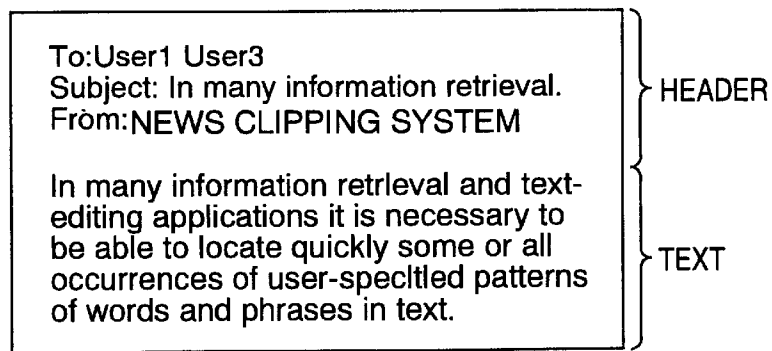 To:User1 User3
Subject: In many information retrieval.
From:NEWS CLIPPING SYSTEM
HEADER
In many information retrleval and text-
editing applications it is necessary to
be able to locate quickly some or all
occurrences of user-specltled patterns
of words and phrases in text.
TEXT